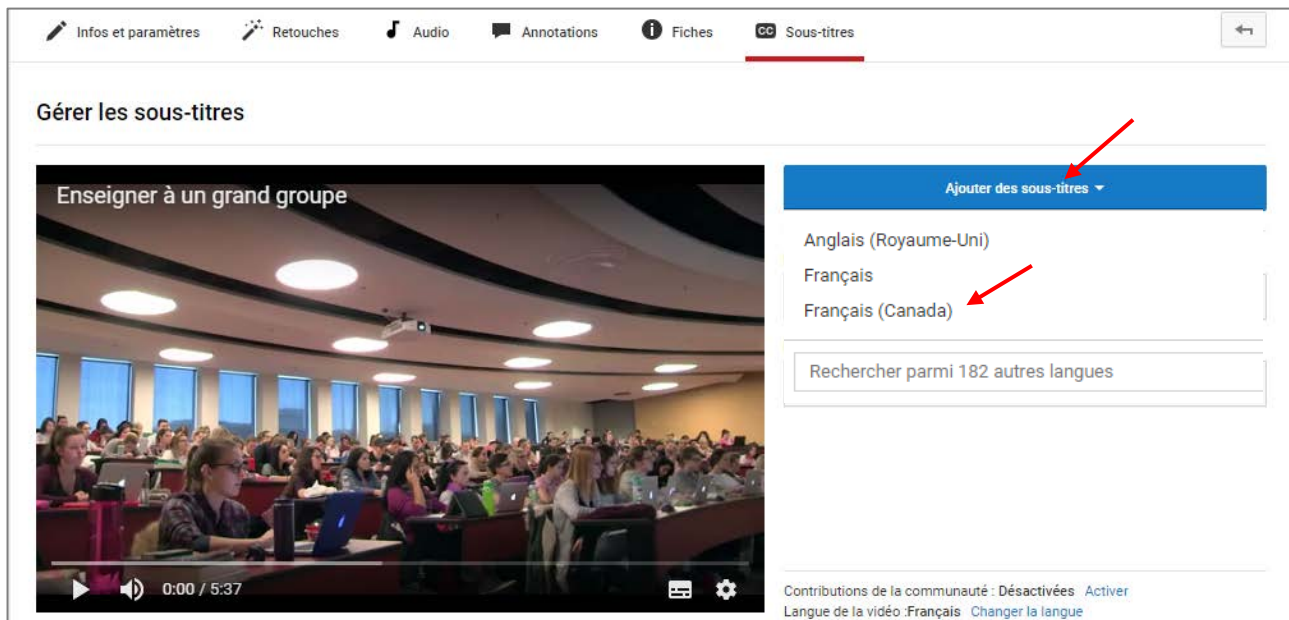 Infos et paramètres Retouches Audio Annotations Fiches CC Sous-titres
Gérer les sous-titres
Enseigner à un grand groupe
Ajouter des sous-titres
Anglais (Royaume-Uni)
Français
Français (Canada)
Rechercher parmi 182 autres langues
0:00 / 5:37
Contributions de la communauté : Désactivées Activer
Langue de la vidéo :Français Changer la langue